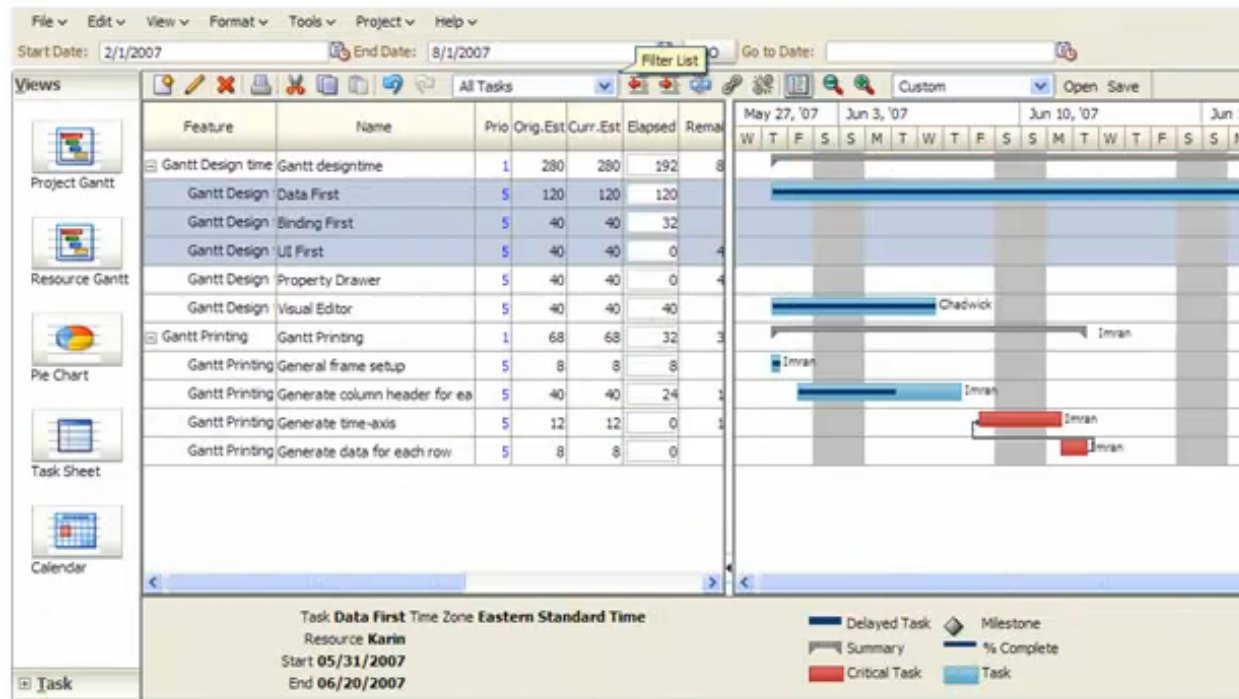 File Edit View Format Tools Project Help
Start Date: 2/1/2007 End Date: 8/1/2007 Go to Date:
Filter List
Views
All Tasks Custom Open Save
Feature Name Prio Orig.Est Curr.Est Elapsed Remai
May 27, '07 Jun 3, '07 Jun 10, '07 Jun
W T F S S M T W T F S S M T W T F S S M
Gantt Design time Gantt designtime 1 280 280 192 8
Gantt Design Data First 5 120 120 120
Gantt Design Binding First 5 40 40 32
Gantt Design UI First 5 40 40 0 4
Gantt Design Property Drawer 5 40 40 0 4
Gantt Design Visual Editor 5 40 40 40 Chadwick
Gantt Printing Gantt Printing 1 68 68 32 3 Imran
Gantt Printing General frame setup 5 8 8 8 Imran
Gantt Printing Generate column header for ea 5 40 40 24 1 Imran
Gantt Printing Generate time-axis 5 12 12 0 1 Imran
Gantt Printing Generate data for each row 5 8 8 0 Imran
Project Gantt
Resource Gantt
Pie Chart
Task Sheet
Calendar
Task
Task Data First Time Zone Eastern Standard Time
Resource Karin
Start 05/31/2007
End 06/20/2007
Delayed Task Milestone
Summary % Complete
Critical Task Task